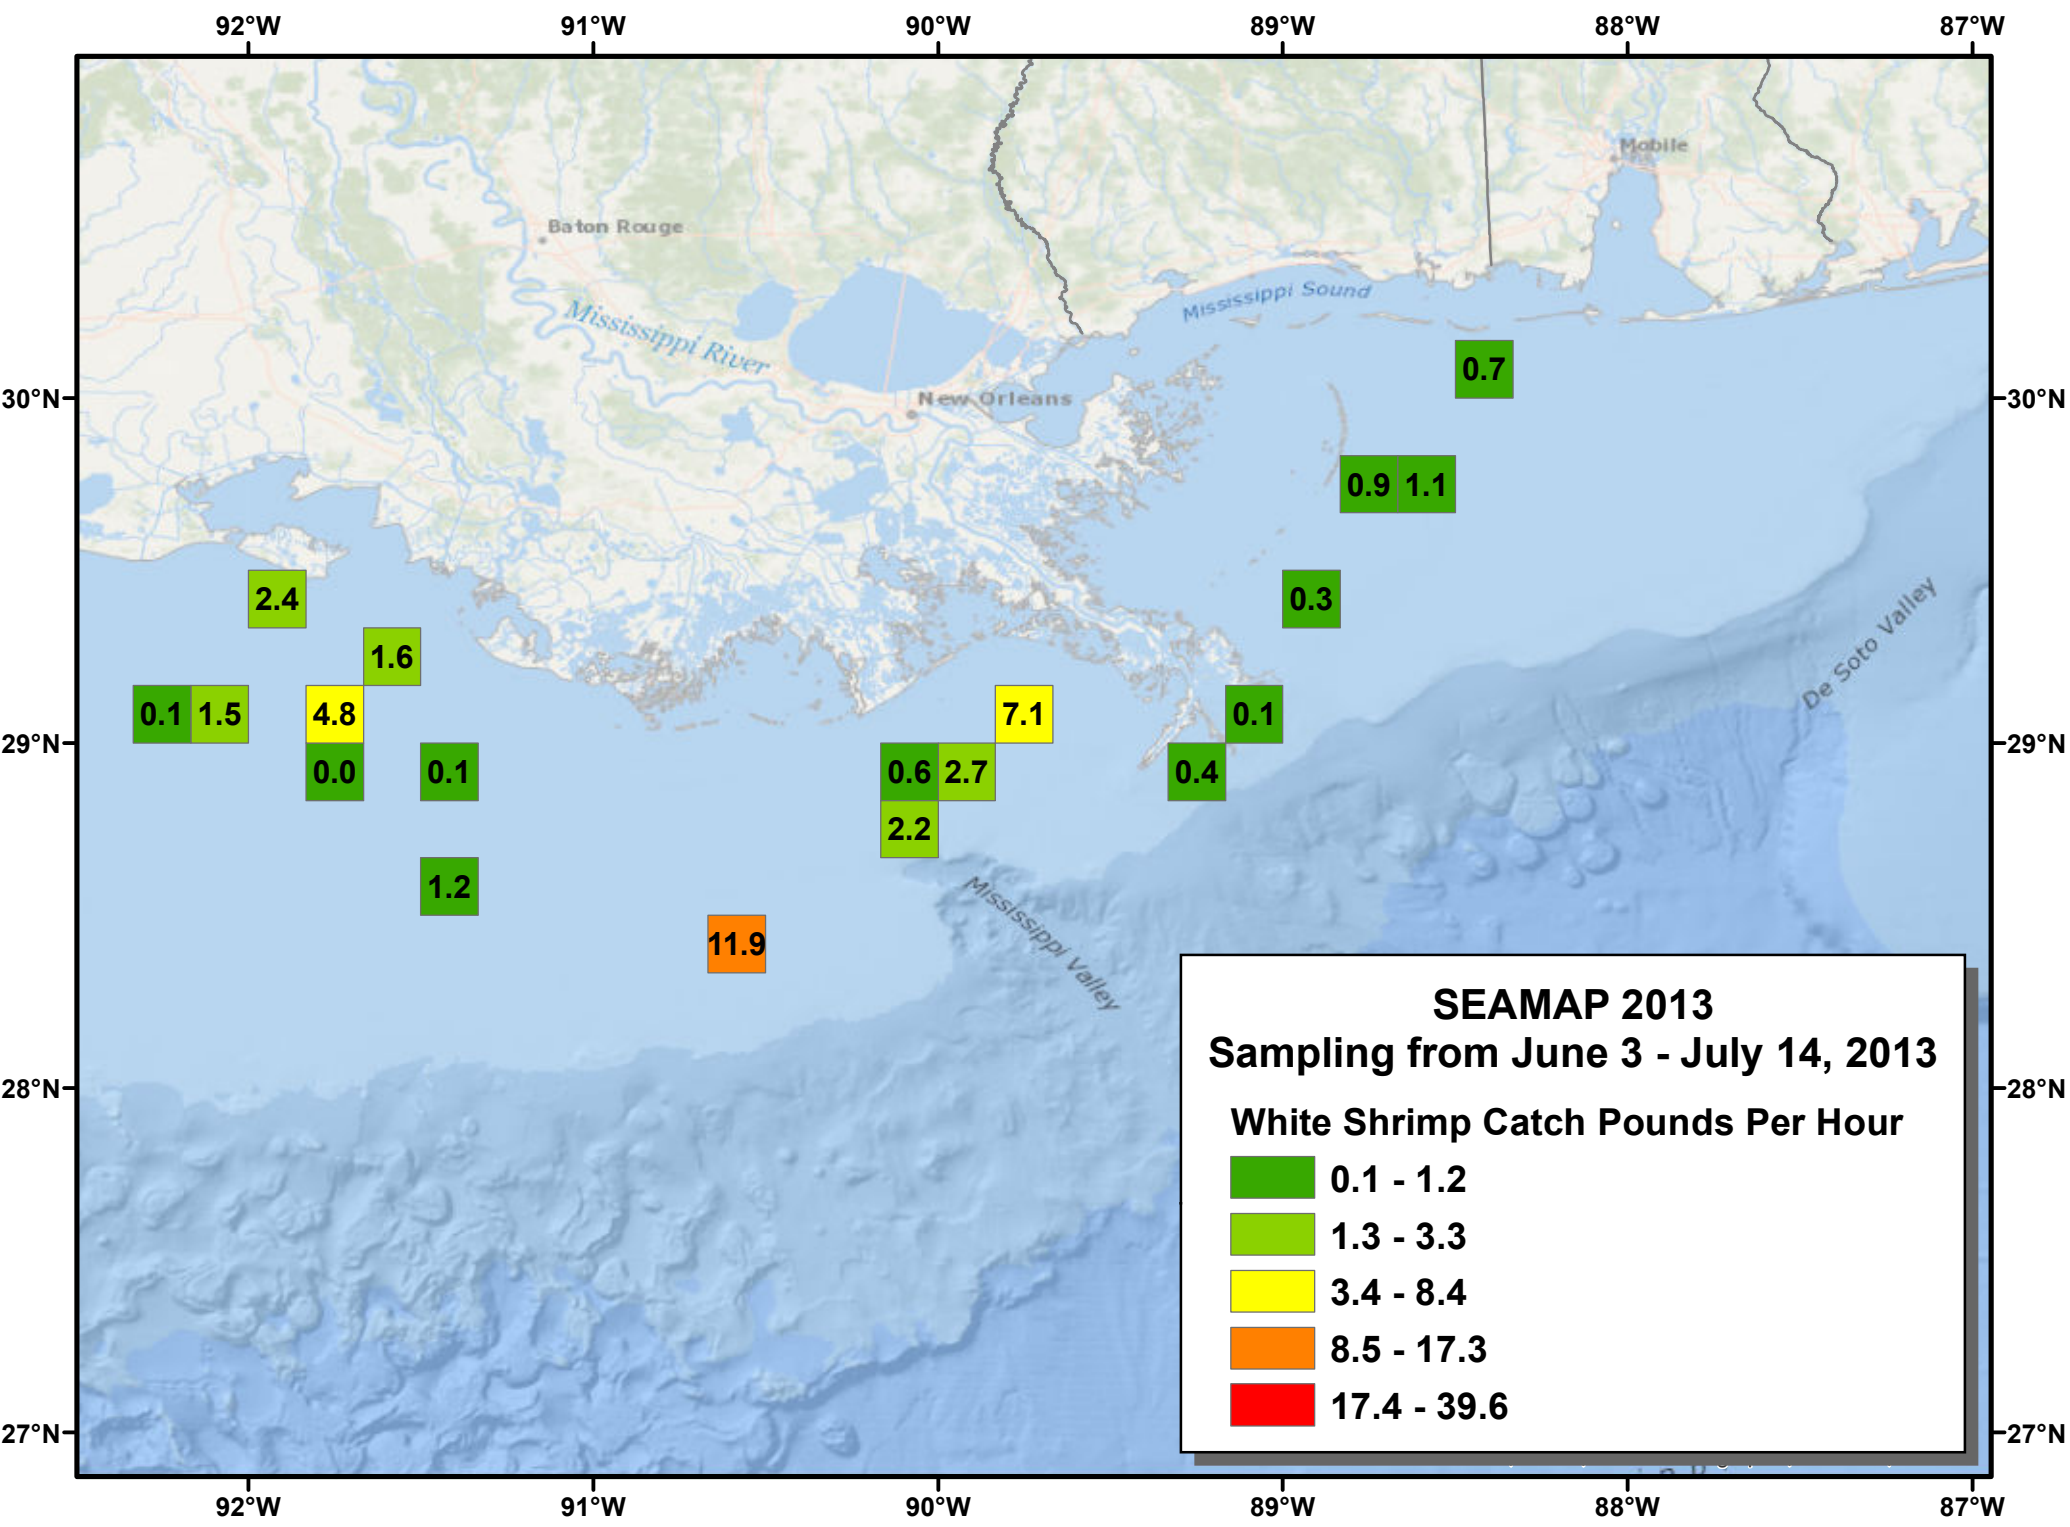 92°W 91°W 90°W 89°W 88°W 87°W
Mobile
Baton Rouge
Mississippi Sound
Mississippi River
0.7
30°N 30°N
New Orleans
0.9 1.1
2.4
0.3
De Soto Valley
1.6
0.1 1.5 4.8 7.1 0.1
29°N 29°N
0.0 0.1 0.6 2.7 0.4
2.2
1.2
Mississippi Valley
11.9
SEAMAP 2013
Sampling from June 3 - July 14, 2013
28°N 28°N
White Shrimp Catch Pounds Per Hour
0.1 - 1.2
1.3 - 3.3
3.4 - 8.4
8.5 - 17.3
17.4 - 39.6
27°N 27°N
92°W 91°W 90°W 89°W 88°W 87°W